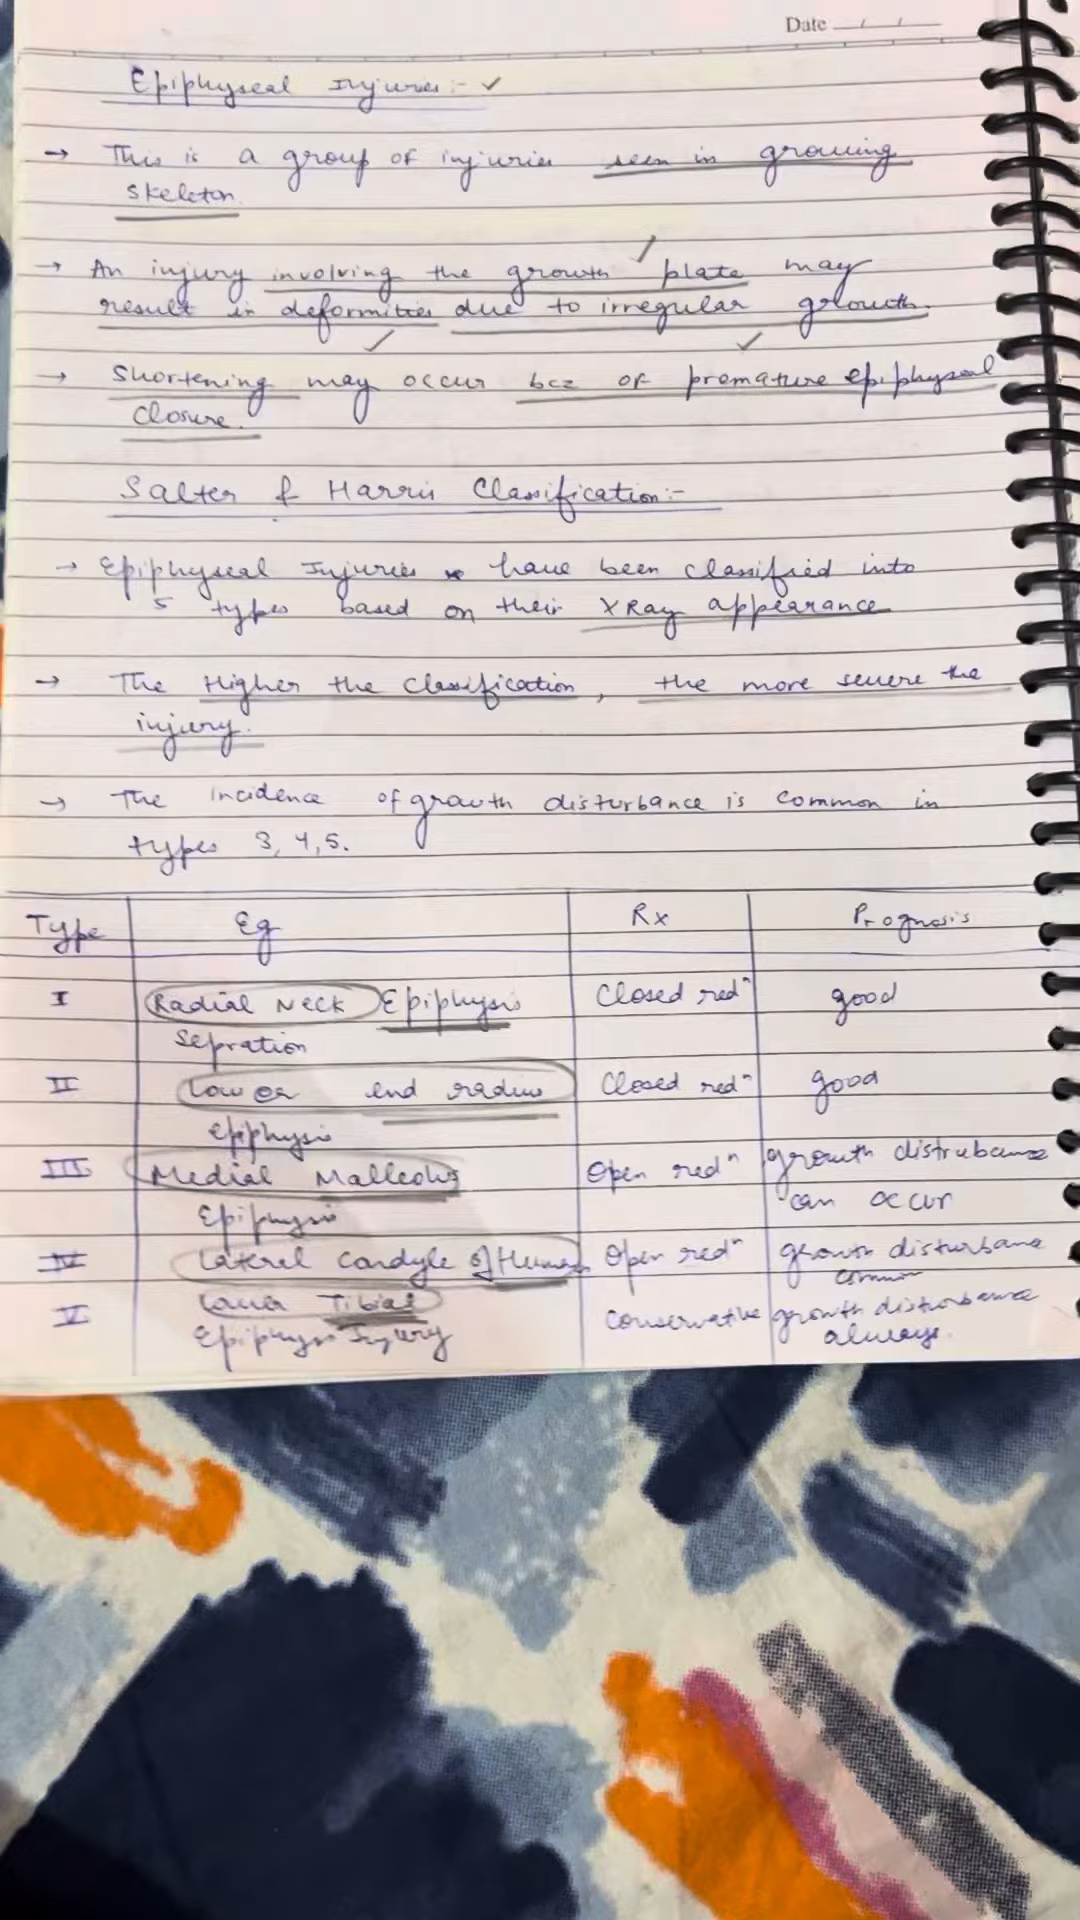 Date
Epiphyseal Injuries:- ✓
→ This is a group of injuries seen in growing
skeleton.
→ An injury involving the growth plate may
result in deformities due to irregular growth.
→ Shortening may occur bcz of premature epiphyseal
closure.
Salter & Harris Classification:-
→ Epiphyseal Injuries have been classified into
5 types based on their XRay appearance
→ The Higher the classification, the more severe the
injury.
→ The incidence of growth disturbance is common in
types 3, 4, 5.
Type Eg Rx Prognosis
I Radial Neck Epiphysis Closed redⁿ good
Sepration
II Lower end radius Closed redⁿ good
Epiphysis
III Medial Malleolus Open redⁿ growth distrubance
Epiphysis can occur
IV Lateral Condyle of Open redⁿ growth disturbance
common
V Lower Tibial Conservative growth disturbance
Epiphysis Injury always.